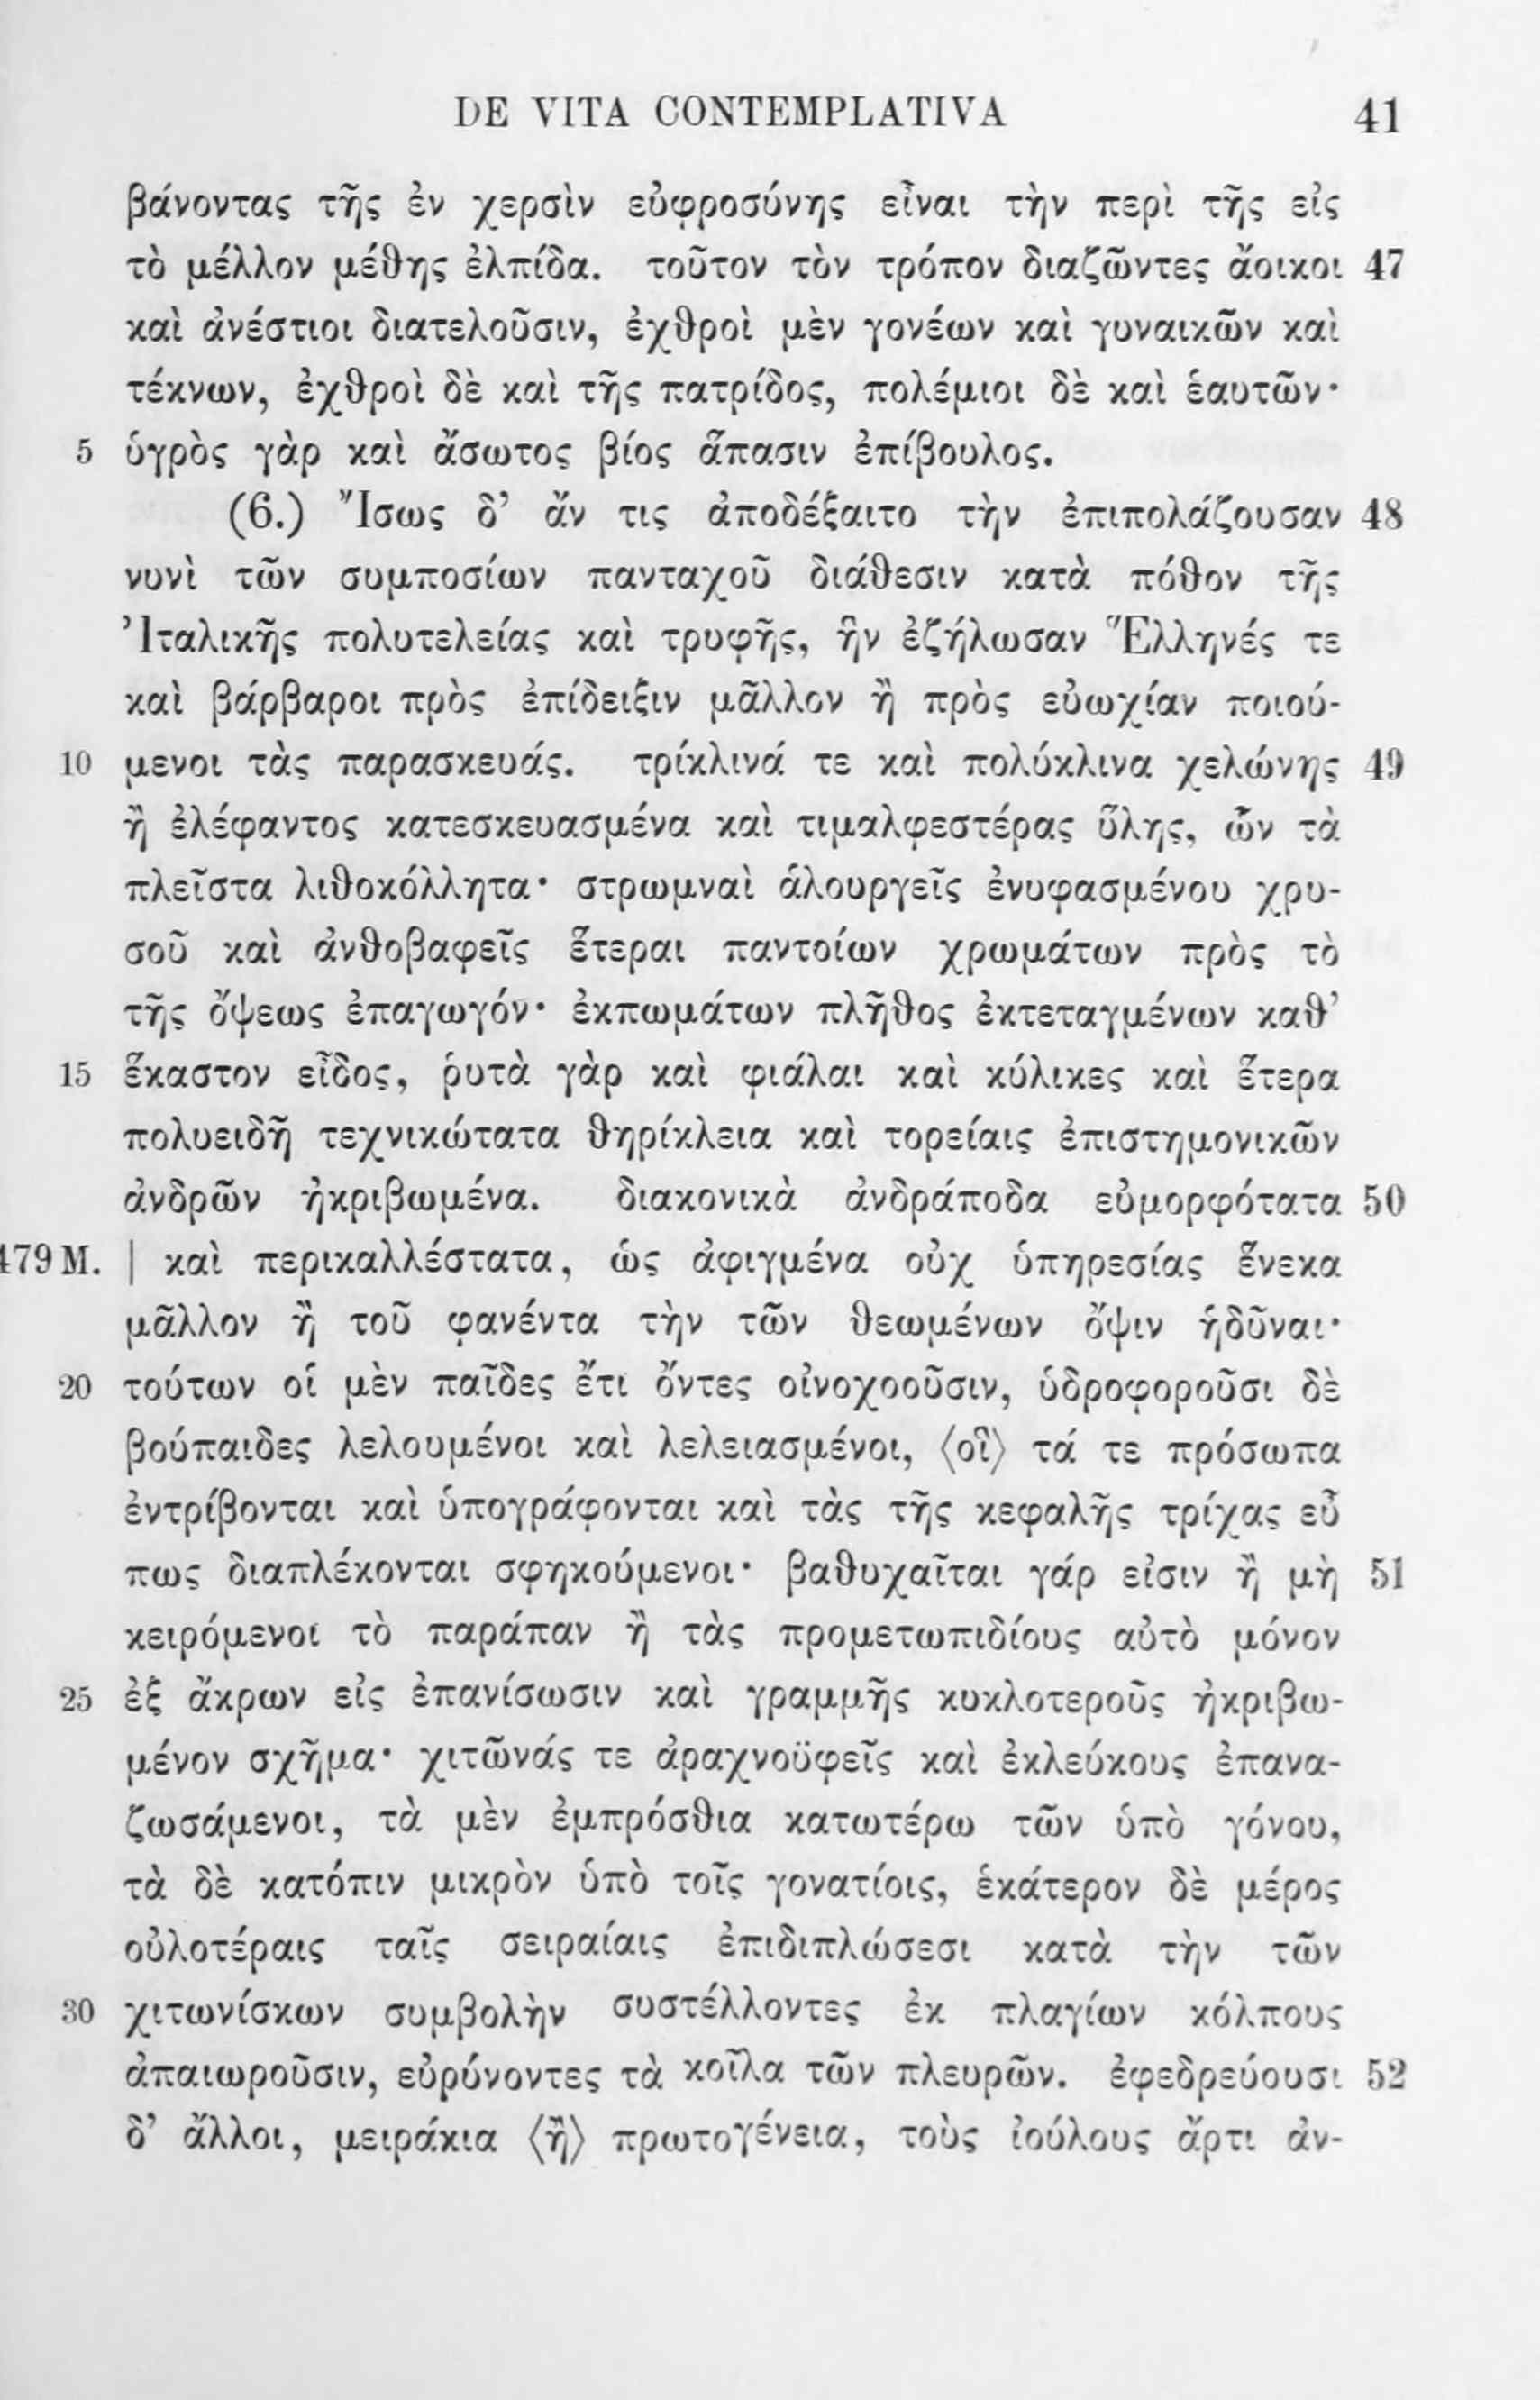 DE VITA CONTEMPLATIVA 41
βάνοντας τῆς ἐν χερσὶν εὐφροσύνης εἶναι τὴν περὶ τῆς εἰς
τὸ μέλλον μέθης ἐλπίδα. τοῦτον τὸν τρόπον διαζῶντες ἄοικοι 47
καὶ ἀνέστιοι διατελοῦσιν, ἐχθροὶ μὲν γονέων καὶ γυναικῶν καὶ
τέκνων, ἐχθροὶ δὲ καὶ τῆς πατρίδος, πολέμιοι δὲ καὶ ἑαυτῶν·
5 ὑγρὸς γὰρ καὶ ἄσωτος βίος ἅπασιν ἐπίβουλος.
(6.) Ἴσως δ’ ἄν τις ἀποδέξαιτο τὴν ἐπιπολάζουσαν 48
νυνὶ τῶν συμποσίων πανταχοῦ διάθεσιν κατὰ πόθον τῆς
Ἰταλικῆς πολυτελείας καὶ τρυφῆς, ἣν ἐζήλωσαν Ἕλληνές τε
καὶ βάρβαροι πρὸς ἐπίδειξιν μᾶλλον ἢ πρὸς εὐωχίαν ποιού-
10 μενοι τὰς παρασκευάς. τρίκλινά τε καὶ πολύκλινα χελώνης 49
ἢ ἐλέφαντος κατεσκευασμένα καὶ τιμαλφεστέρας ὕλης, ὧν τὰ
πλεῖστα λιθοκόλλητα· στρωμναὶ ἁλουργεῖς ἐνυφασμένου χρυ-
σοῦ καὶ ἀνθοβαφεῖς ἕτεραι παντοίων χρωμάτων πρὸς τὸ
τῆς ὄψεως ἐπαγωγόν· ἐκπωμάτων πλῆθος ἐκτεταγμένων καθ’
15 ἕκαστον εἶδος, ῥυτὰ γὰρ καὶ φιάλαι καὶ κύλικες καὶ ἕτερα
πολυειδῆ τεχνικώτατα θηρίκλεια καὶ τορείαις ἐπιστημονικῶν
ἀνδρῶν ἠκριβωμένα. διακονικὰ ἀνδράποδα εὐμορφότατα 50
479 M. | καὶ περικαλλέστατα, ὡς ἀφιγμένα οὐχ ὑπηρεσίας ἕνεκα
μᾶλλον ἢ τοῦ φανέντα τὴν τῶν θεωμένων ὄψιν ἡδῦναι·
20 τούτων οἱ μὲν παῖδες ἔτι ὄντες οἰνοχοοῦσιν, ὑδροφοροῦσι δὲ
βούπαιδες λελουμένοι καὶ λελειασμένοι, ⟨οἳ⟩ τά τε πρόσωπα
ἐντρίβονται καὶ ὑπογράφονται καὶ τὰς τῆς κεφαλῆς τρίχας εὖ
πως διαπλέκονται σφηκούμενοι· βαθυχαῖται γάρ εἰσιν ἢ μὴ 51
κειρόμενοι τὸ παράπαν ἢ τὰς προμετωπιδίους αὐτὸ μόνον
25 ἐξ ἄκρων εἰς ἐπανίσωσιν καὶ γραμμῆς κυκλοτεροῦς ἠκριβω-
μένον σχῆμα· χιτῶνάς τε ἀραχνοϋφεῖς καὶ ἐκλεύκους ἐπανα-
ζωσάμενοι, τὰ μὲν ἐμπρόσθια κατωτέρω τῶν ὑπὸ γόνου,
τὰ δὲ κατόπιν μικρὸν ὑπὸ τοῖς γονατίοις, ἑκάτερον δὲ μέρος
οὐλοτέραις ταῖς σειραίαις ἐπιδιπλώσεσι κατὰ τὴν τῶν
30 χιτωνίσκων συμβολὴν συστέλλοντες ἐκ πλαγίων κόλπους
ἀπαιωροῦσιν, εὐρύνοντες τὰ κοῖλα τῶν πλευρῶν. ἐφεδρεύουσι 52
δ’ ἄλλοι, μειράκια ⟨ἢ⟩ πρωτογένεια, τοὺς ἰούλους ἄρτι ἀν-